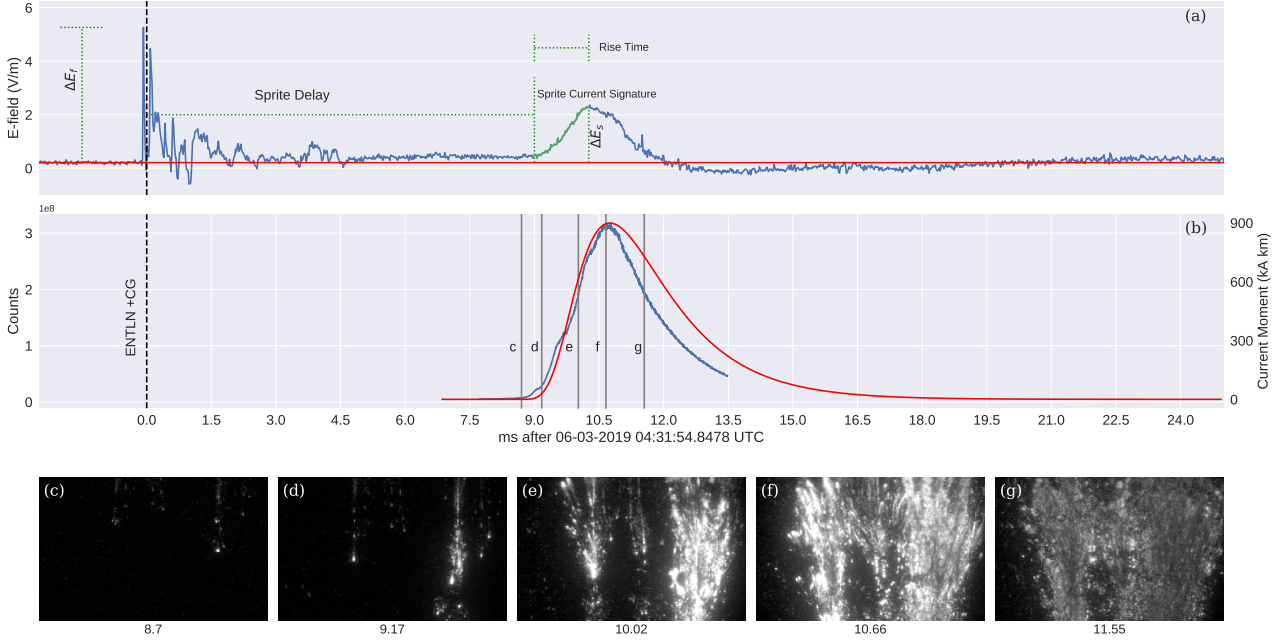 (a)
6
4
2
0
E-field (V/m)
ΔE_f
Rise Time
Sprite Delay
Sprite Current Signature
ΔE_s
1e8
(b)
3
2
1
0
Counts
ENTLN +CG
c d e f g
900
600
300
0
Current Moment (kA km)
0.0 1.5 3.0 4.5 6.0 7.5 9.0 10.5 12.0 13.5 15.0 16.5 18.0 19.5 21.0 22.5 24.0
ms after 06-03-2019 04:31:54.8478 UTC
(c) (d) (e) (f) (g)
8.7 9.17 10.02 10.66 11.55